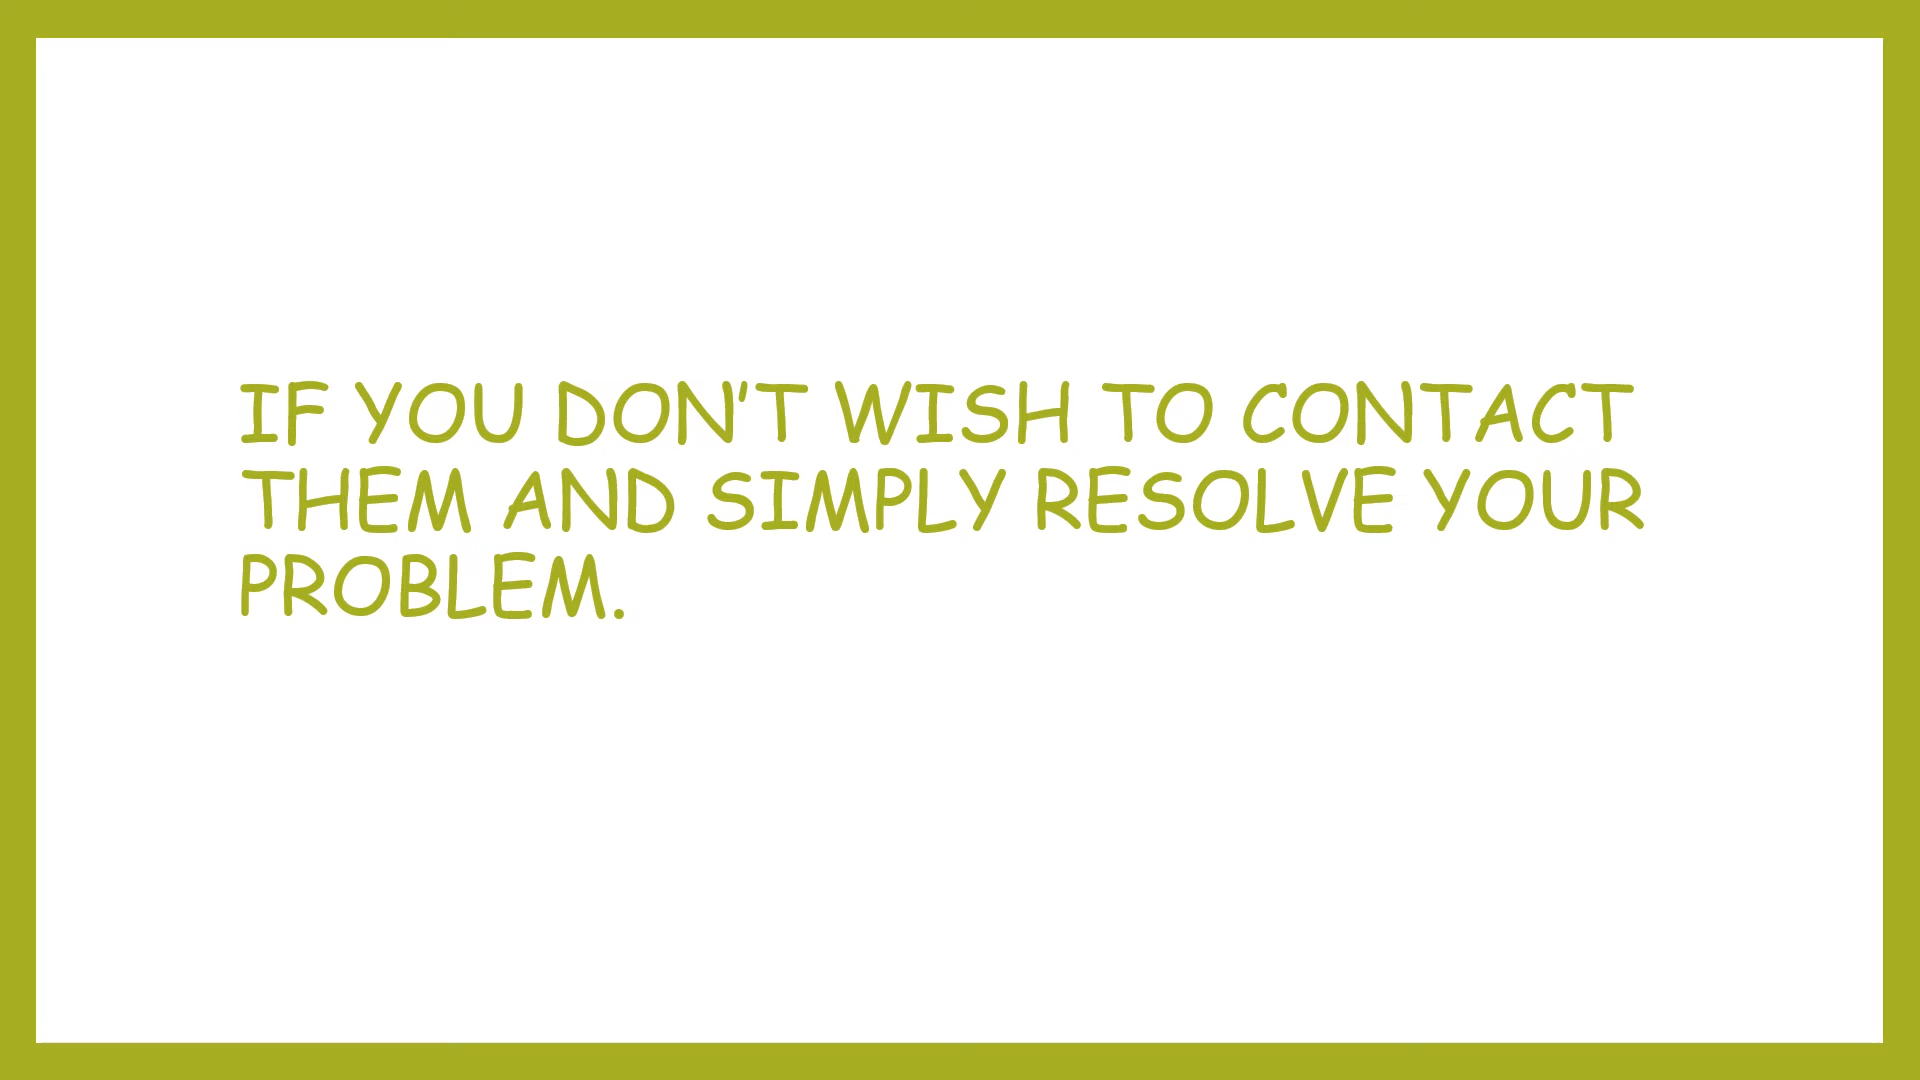 IF YOU DON’T WISH TO CONTACT
THEM AND SIMPLY RESOLVE YOUR
PROBLEM.